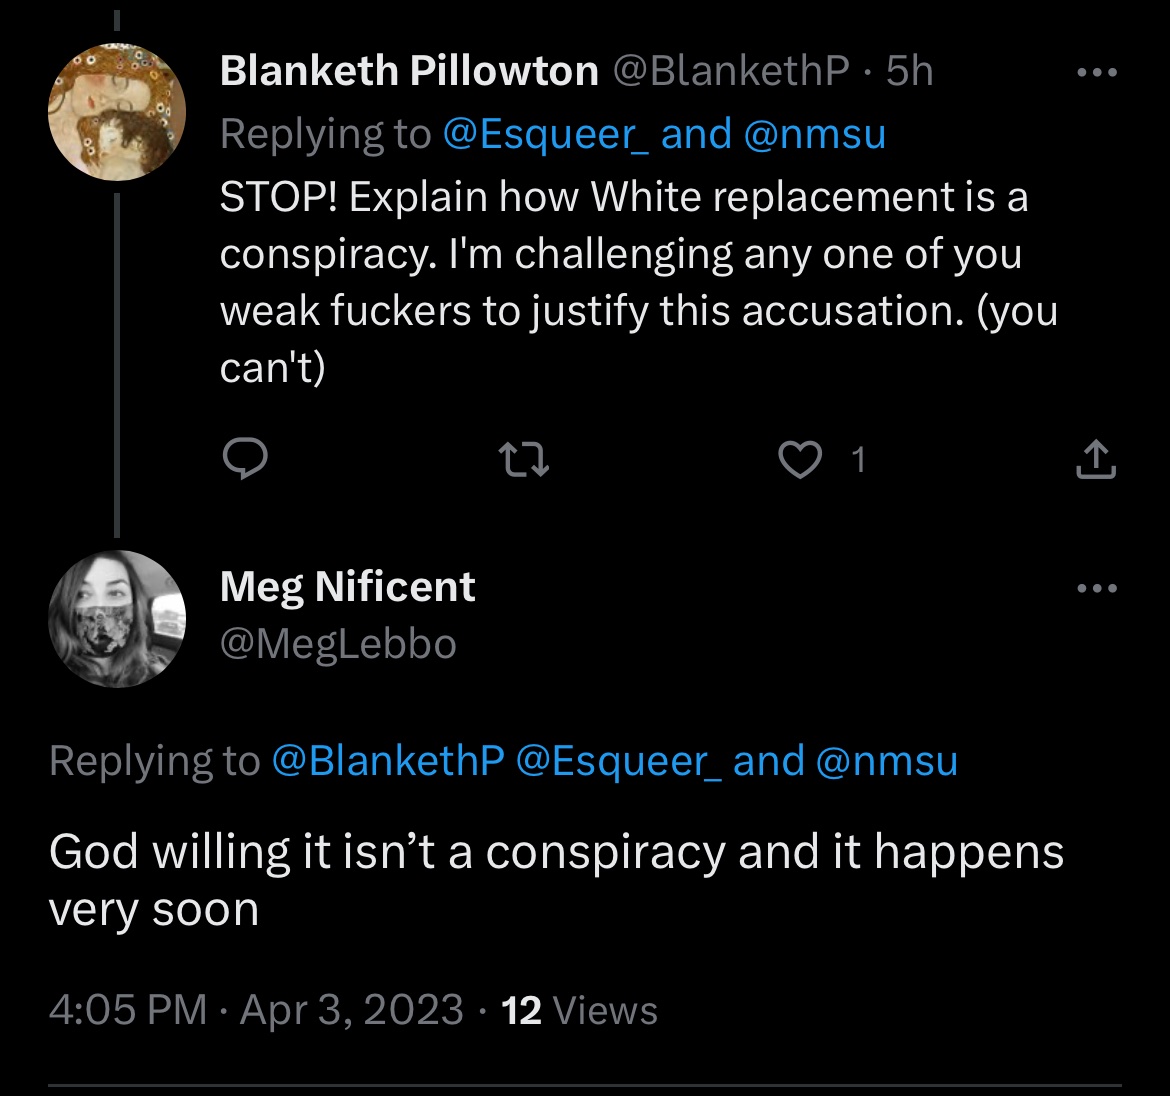 Blanketh Pillowton @BlankethP · 5h
Replying to @Esqueer_ and @nmsu
STOP! Explain how White replacement is a
conspiracy. I'm challenging any one of you
weak fuckers to justify this accusation. (you
can't)
1
Meg Nificent
@MegLebbo
Replying to @BlankethP @Esqueer_ and @nmsu
God willing it isn’t a conspiracy and it happens
very soon
4:05 PM · Apr 3, 2023 · 12 Views